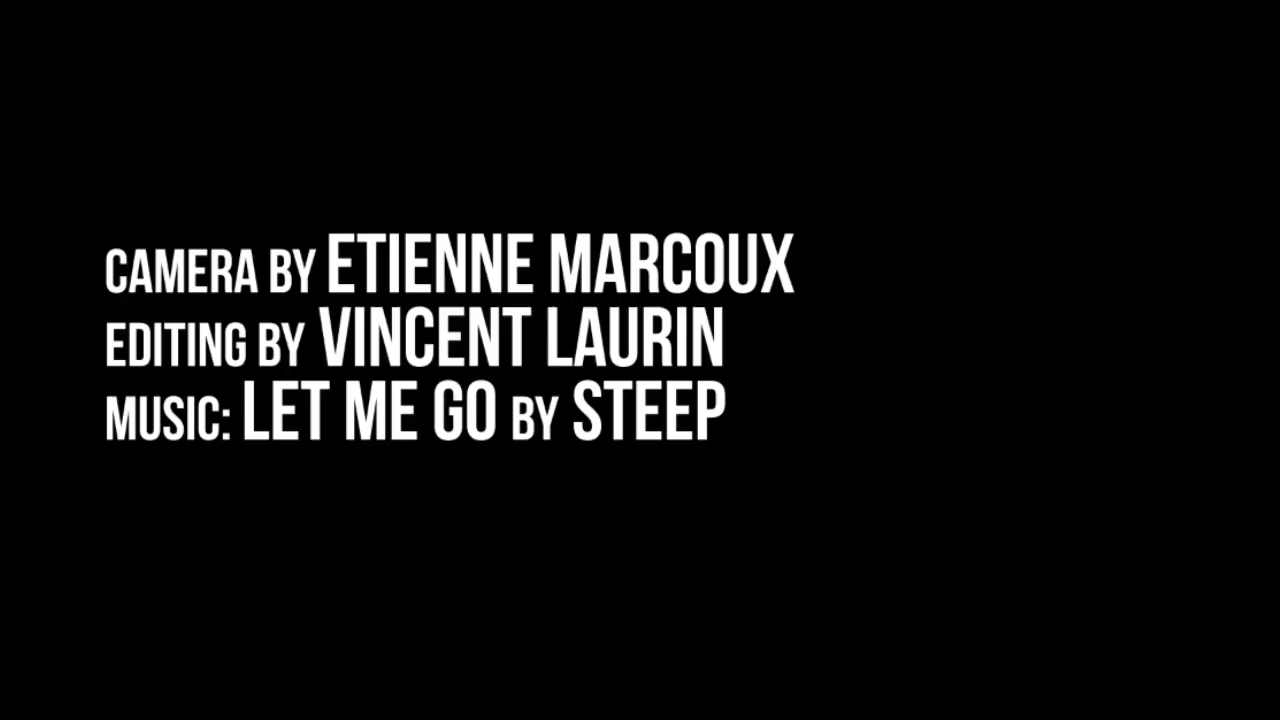 CAMERA BY ETIENNE MARCOUX
EDITING BY VINCENT LAURIN
MUSIC: LET ME GO BY STEEP